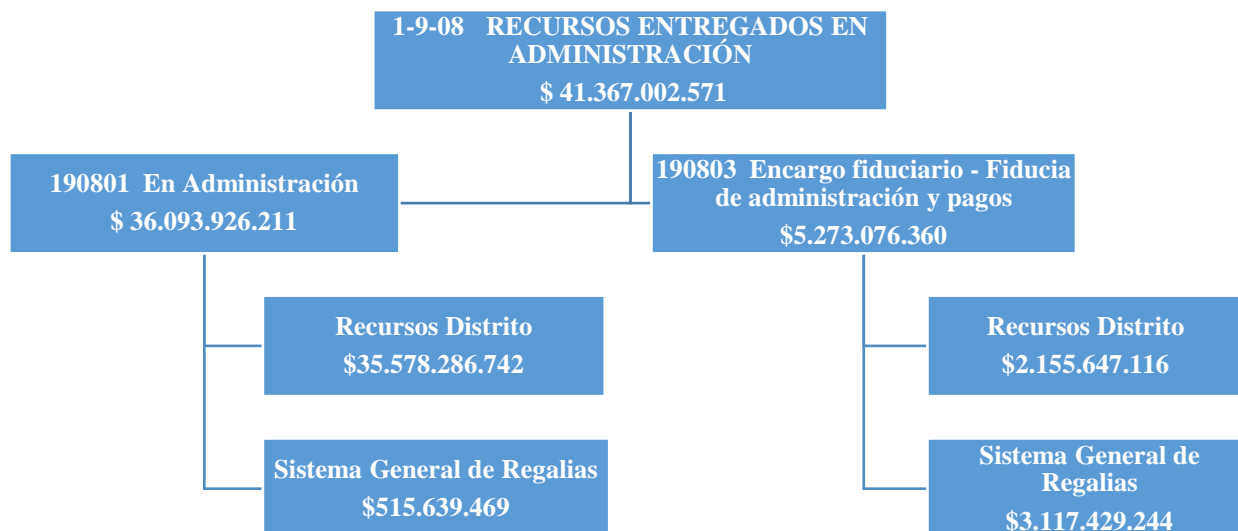 1-9-08 RECURSOS ENTREGADOS EN
ADMINISTRACIÓN
$ 41.367.002.571
190801 En Administración
$ 36.093.926.211
190803 Encargo fiduciario - Fiducia
de administración y pagos
$5.273.076.360
Recursos Distrito
$35.578.286.742
Recursos Distrito
$2.155.647.116
Sistema General de Regalias
$515.639.469
Sistema General de
Regalias
$3.117.429.244